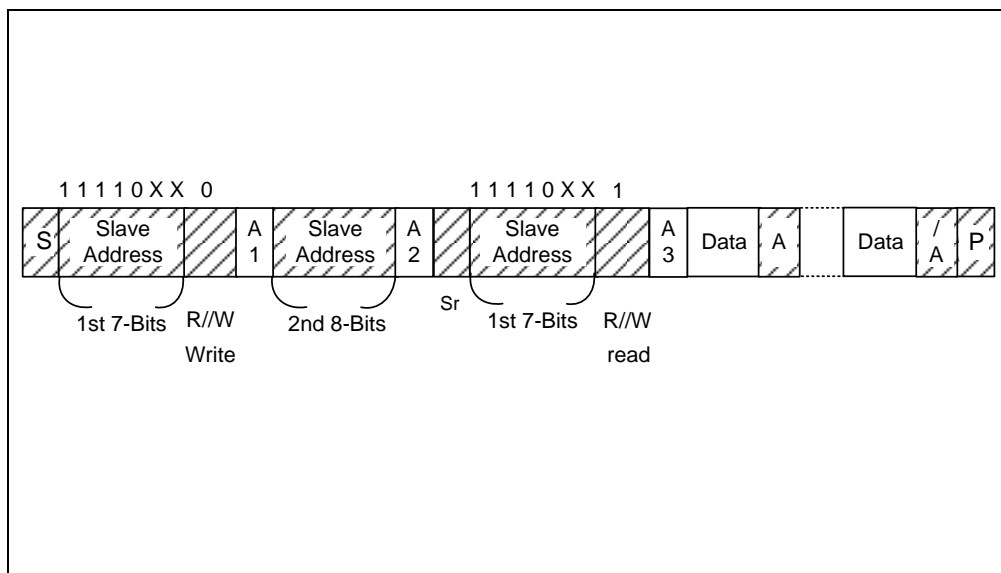 1 1 1 1 0 X X 0 1 1 1 1 0 X X 1
S Slave Address A 1 Slave Address A 2 Slave Address A 3 Data A Data / A P
1st 7-Bits R//W Write 2nd 8-Bits Sr 1st 7-Bits R//W read